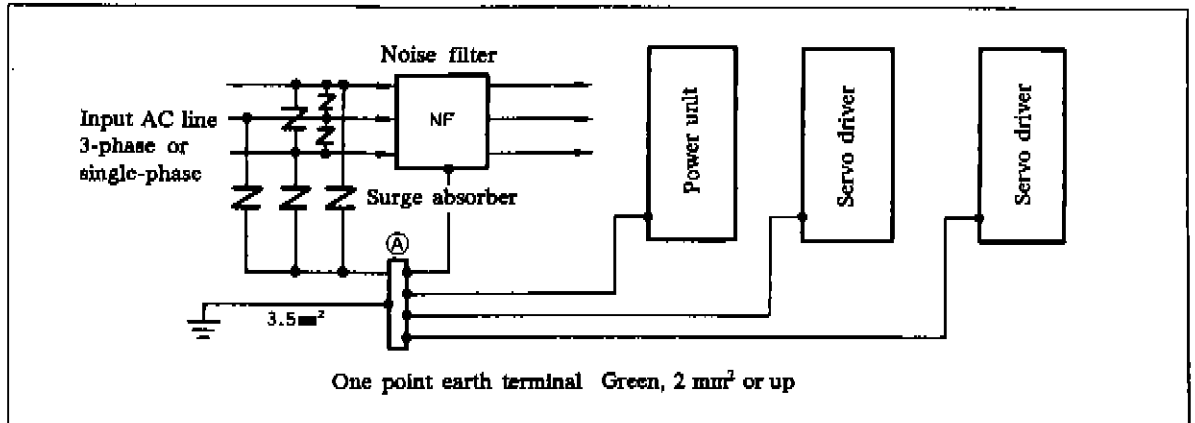 Noise filter
Input AC line
3-phase or
single-phase
NF
Surge absorber
Power unit
Servo driver
Servo driver
Ⓐ
3.5mm²
One point earth terminal Green, 2 mm² or up